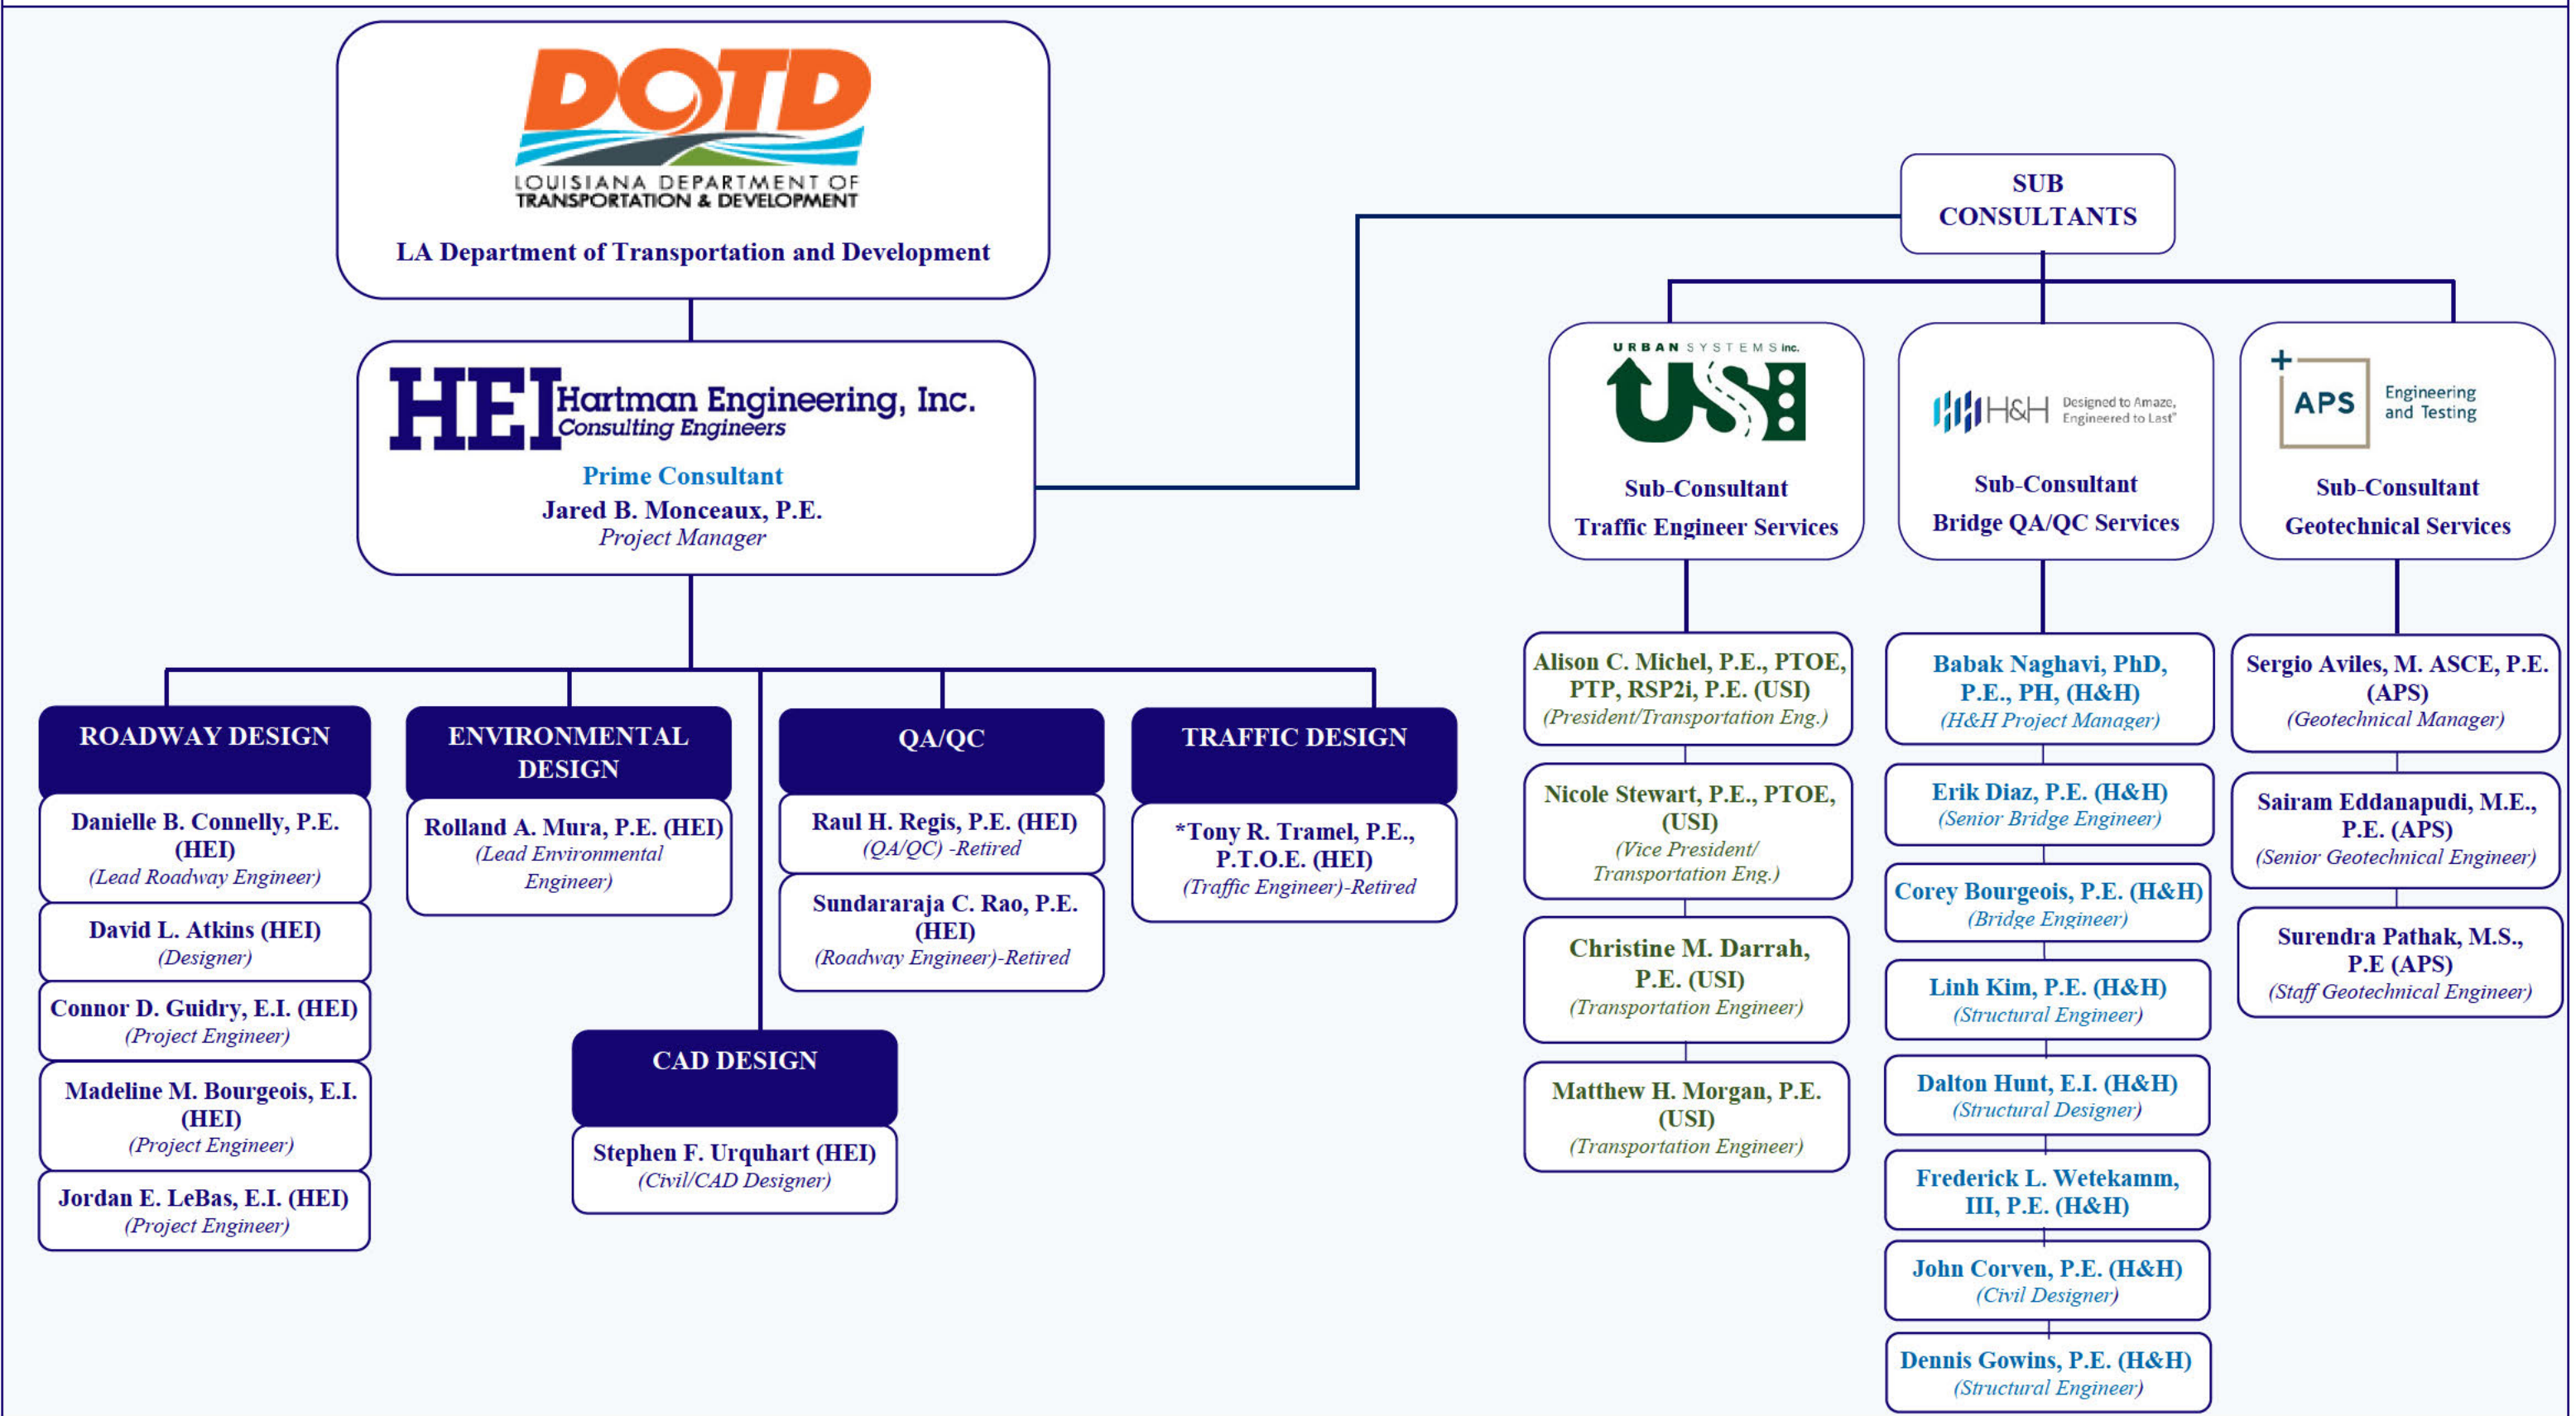 DOTD
LOUISIANA DEPARTMENT OF
TRANSPORTATION & DEVELOPMENT
LA Department of Transportation and Development
HEI
Hartman Engineering, Inc.
Consulting Engineers
Prime Consultant
Jared B. Monceaux, P.E.
Project Manager
ROADWAY DESIGN
Danielle B. Connelly, P.E.
(HEI)
(Lead Roadway Engineer)
David L. Atkins (HEI)
(Designer)
Connor D. Guidry, E.I. (HEI)
(Project Engineer)
Madeline M. Bourgeois, E.I.
(HEI)
(Project Engineer)
Jordan E. LeBas, E.I. (HEI)
(Project Engineer)
ENVIRONMENTAL
DESIGN
Rolland A. Mura, P.E. (HEI)
(Lead Environmental
Engineer)
CAD DESIGN
Stephen F. Urquhart (HEI)
(Civil/CAD Designer)
QA/QC
Raul H. Regis, P.E. (HEI)
(QA/QC) -Retired
Sundararaja C. Rao, P.E.
(HEI)
(Roadway Engineer)-Retired
TRAFFIC DESIGN
*Tony R. Tramel, P.E.,
P.T.O.E. (HEI)
(Traffic Engineer)-Retired
SUB
CONSULTANTS
URBAN SYSTEMS inc.
USI
Sub-Consultant
Traffic Engineer Services
Alison C. Michel, P.E., PTOE,
PTP, RSP2i, P.E. (USI)
(President/Transportation Eng.)
Nicole Stewart, P.E., PTOE,
(USI)
(Vice President/
Transportation Eng.)
Christine M. Darrah,
P.E. (USI)
(Transportation Engineer)
Matthew H. Morgan, P.E.
(USI)
(Transportation Engineer)
H&H
Designed to Amaze,
Engineered to Last"
Sub-Consultant
Bridge QA/QC Services
Babak Naghavi, PhD,
P.E., PH, (H&H)
(H&H Project Manager)
Erik Diaz, P.E. (H&H)
(Senior Bridge Engineer)
Corey Bourgeois, P.E. (H&H)
(Bridge Engineer)
Linh Kim, P.E. (H&H)
(Structural Engineer)
Dalton Hunt, E.I. (H&H)
(Structural Designer)
Frederick L. Wetekamm,
III, P.E. (H&H)
John Corven, P.E. (H&H)
(Civil Designer)
Dennis Gowins, P.E. (H&H)
(Structural Engineer)
APS
Engineering
and Testing
Sub-Consultant
Geotechnical Services
Sergio Aviles, M. ASCE, P.E.
(APS)
(Geotechnical Manager)
Sairam Eddanapudi, M.E.,
P.E. (APS)
(Senior Geotechnical Engineer)
Surendra Pathak, M.S.,
P.E (APS)
(Staff Geotechnical Engineer)